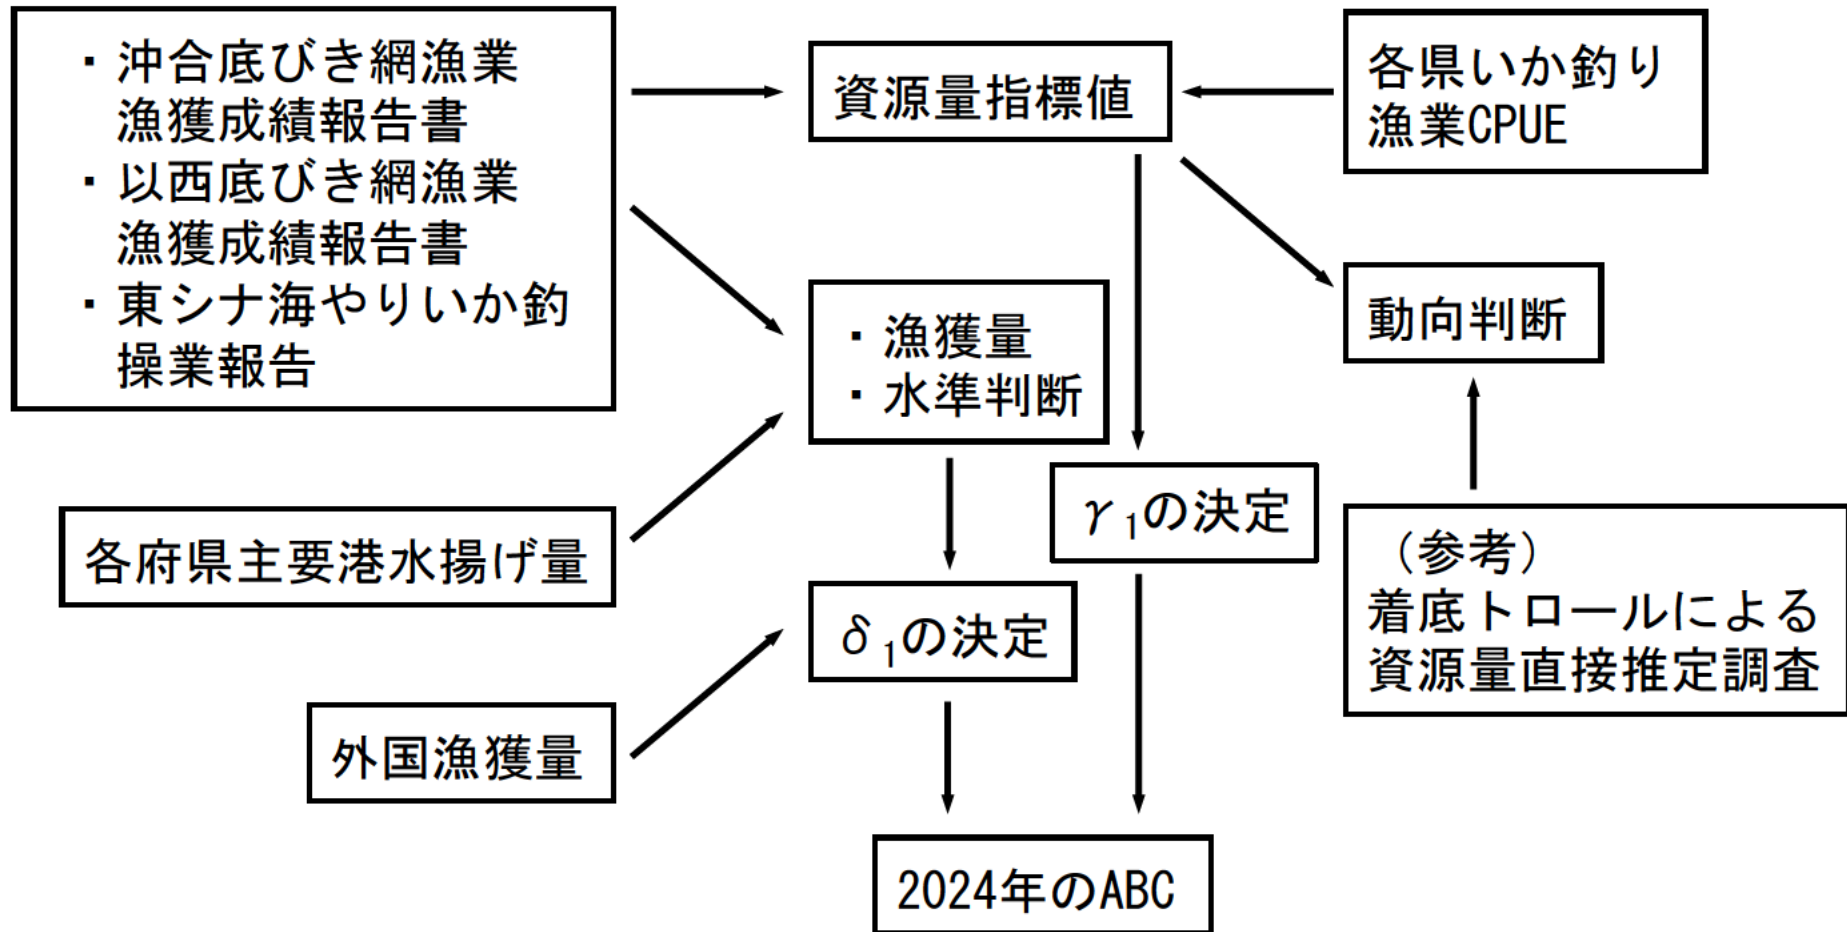 ・沖合底びき網漁業
漁獲成績報告書
・以西底びき網漁業
漁獲成績報告書
・東シナ海やりいか釣
操業報告
資源量指標値
各県いか釣り
漁業CPUE
・漁獲量
・水準判断
動向判断
各府県主要港水揚げ量
γ1の決定
(参考)
着底トロールによる
資源量直接推定調査
δ1の決定
外国漁獲量
2024年のABC